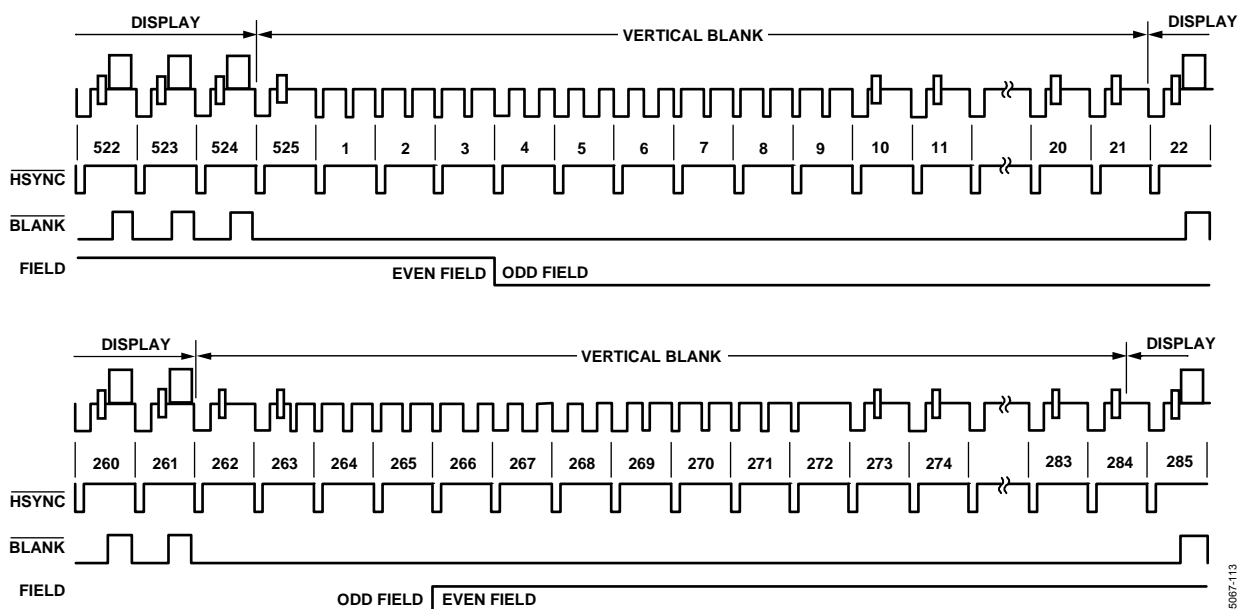 DISPLAY VERTICAL BLANK DISPLAY
522 523 524 525 1 2 3 4 5 6 7 8 9 10 11 20 21 22
HSYNC
BLANK
FIELD EVEN FIELD ODD FIELD
DISPLAY VERTICAL BLANK DISPLAY
260 261 262 263 264 265 266 267 268 269 270 271 272 273 274 283 284 285
HSYNC
BLANK
FIELD ODD FIELD EVEN FIELD
5067-113